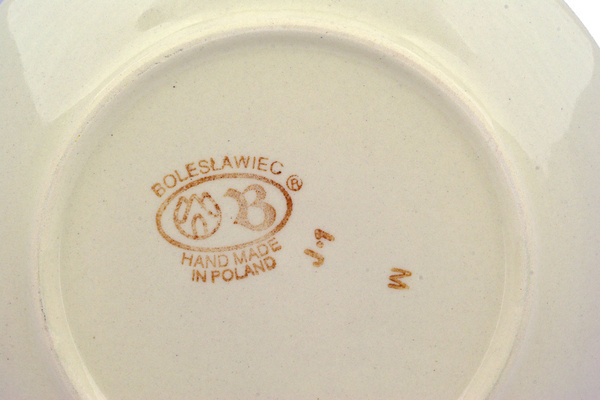 BOLESŁAWIEC ®
B
HAND MADE
IN POLAND
M